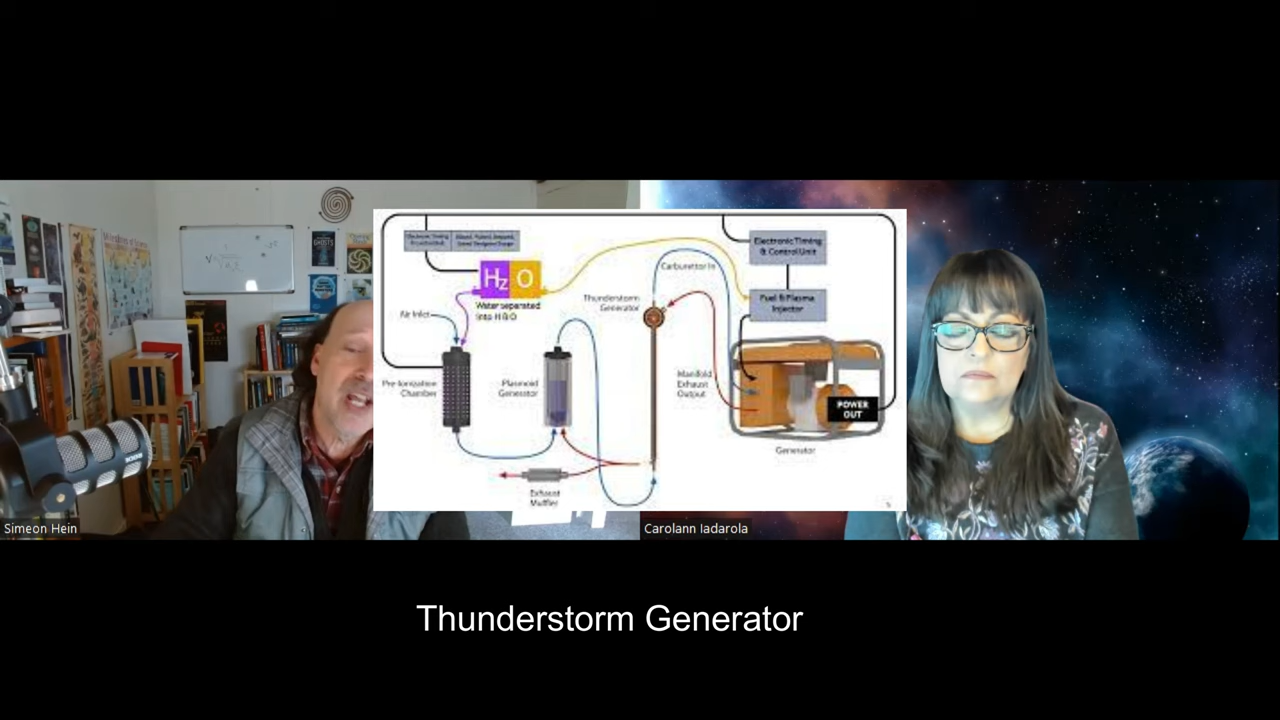 Electronic Timing
& Control Unit
H2O
Water separated
into H & O
Carburettor In
Thunderstorm
Generator
Fuel & Plasma
Injector
Air Inlet
Pre-Ionization
Chamber
Plasmoid
Generator
Manifold
Exhaust
Output
POWER
OUT
Generator
Exhaust
Muffler
Simeon Hein
Carolann Iadarola
Thunderstorm Generator